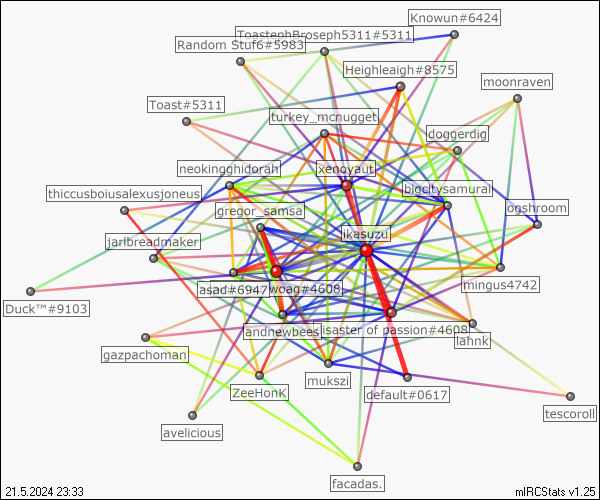 Knowun#6424
ToastephBroseph5311#5311
Random Stuf6#5983
Heighleaigh#8575
moonraven
Toast#5311
turkey_mcnugget
doggerdig
neokingghidorah
xenoyaut
bigcitysamurai
thiccusboiusalexusjoneus
gregor_samsa
ogshroom
ikasuzu
jarlbreadmaker
asad#6947
woag#4608
mingus4742
Duck™#9103
andnewbees
isaster of passion#4608
lahnk
gazpachoman
mukszi
ZeeHonK
default#0617
tescoroll
avelicious
facadas.
21.5.2024 23:33
mIRCStats v1.25